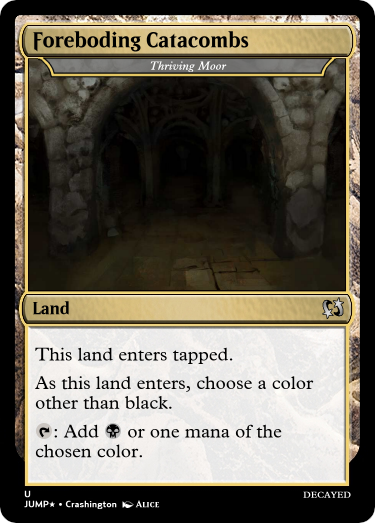 Foreboding Catacombs
Thriving Moor
Land
This land enters tapped.
As this land enters, choose a color
other than black.
: Add or one mana of the
chosen color.
U
JUMP★ • Crashington ALICE
DECAYED